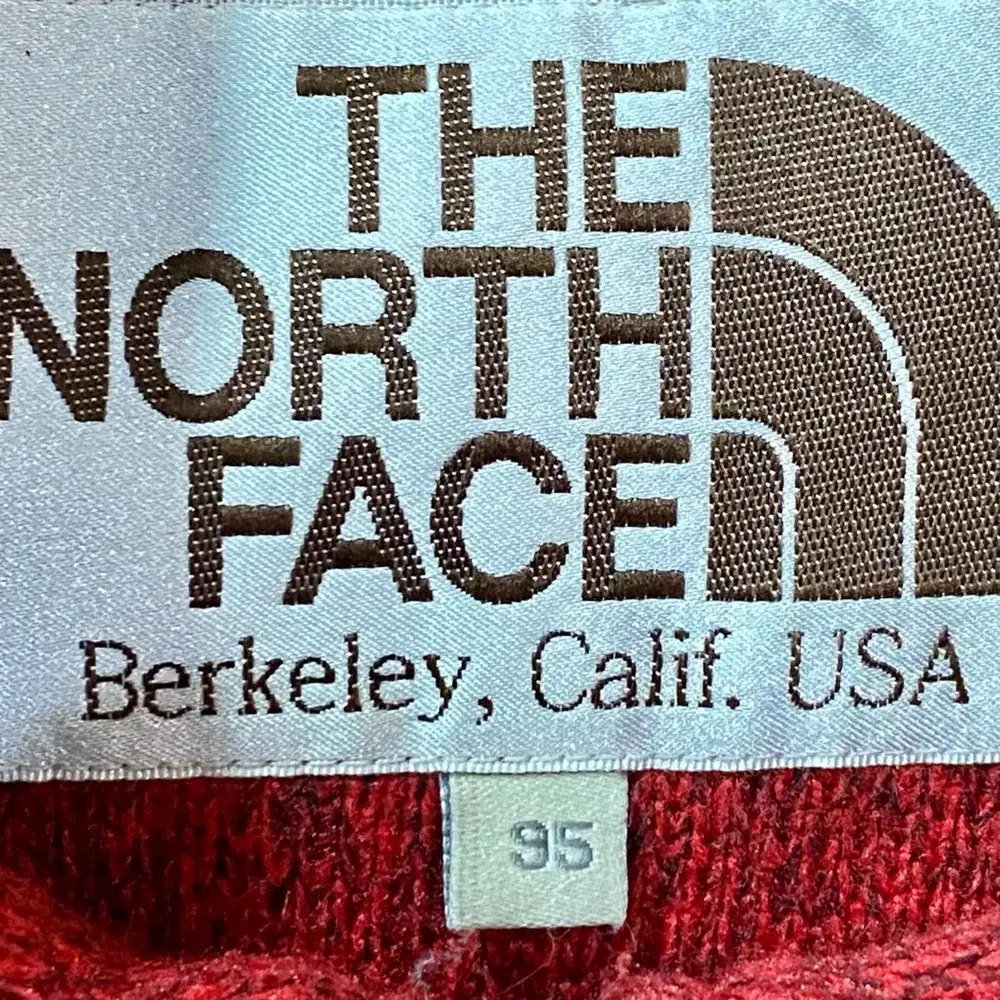 THE
NORTH
FACE
Berkeley, Calif. USA
95